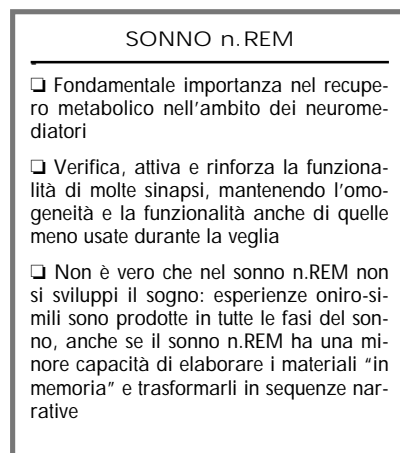 SONNO n.REM
❏ Fondamentale importanza nel recupe-
ro metabolico nell'ambito dei neurome-
diatori
❏ Verifica, attiva e rinforza la funziona-
lità di molte sinapsi, mantenendo l'omo-
geneità e la funzionalità anche di quelle
meno usate durante la veglia
❏ Non è vero che nel sonno n.REM non
si sviluppi il sogno: esperienze oniro-si-
mili sono prodotte in tutte le fasi del son-
no, anche se il sonno n.REM ha una mi-
nore capacità di elaborare i materiali "in
memoria" e trasformarli in sequenze nar-
rative